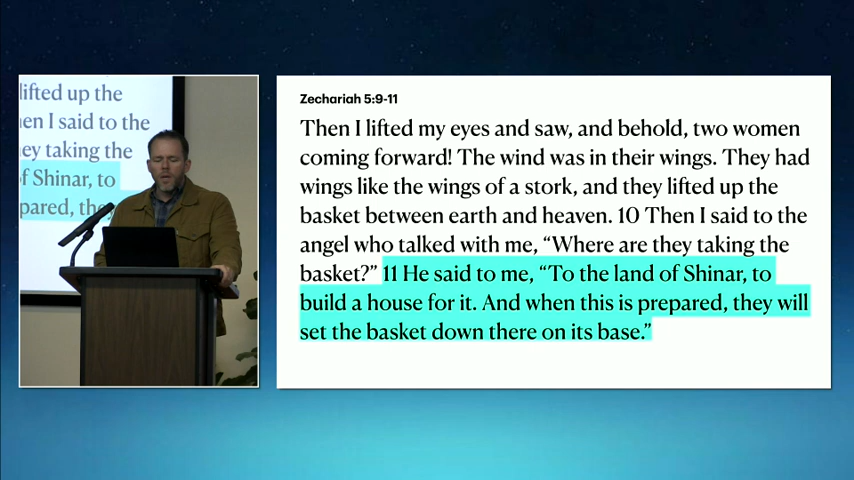 lifted up the
en I said to the
ey taking the
f Shinar, to
pared, they
Zechariah 5:9-11
Then I lifted my eyes and saw, and behold, two women
coming forward! The wind was in their wings. They had
wings like the wings of a stork, and they lifted up the
basket between earth and heaven. 10 Then I said to the
angel who talked with me, “Where are they taking the
basket?” 11 He said to me, “To the land of Shinar, to
build a house for it. And when this is prepared, they will
set the basket down there on its base.”